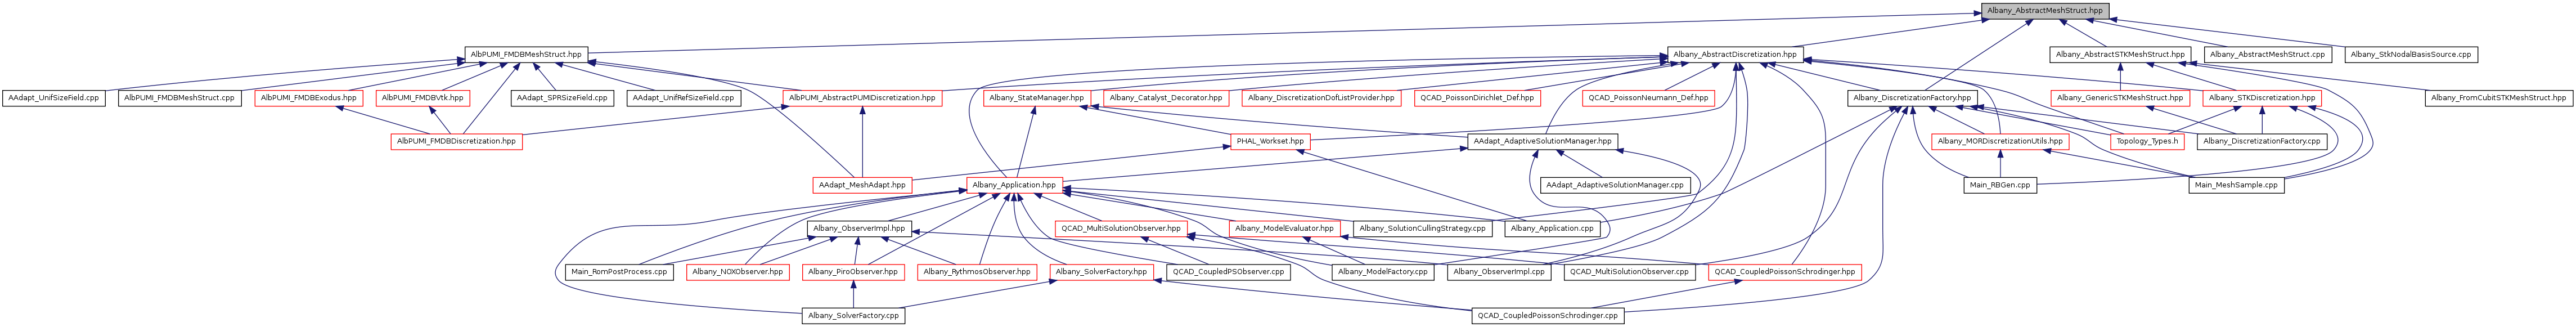 Albany_AbstractMeshStruct.hpp
AlbPUMI_FMDBMeshStruct.hpp
Albany_AbstractDiscretization.hpp
Albany_AbstractSTKMeshStruct.hpp
Albany_AbstractMeshStruct.cpp
Albany_StkNodalBasisSource.cpp
AAdapt_UnifSizeField.cpp
AlbPUMI_FMDBMeshStruct.cpp
AlbPUMI_FMDBExodus.hpp
AlbPUMI_FMDBVtk.hpp
AAdapt_SPRSizeField.cpp
AAdapt_UnifRefSizeField.cpp
AlbPUMI_AbstractPUMIDiscretization.hpp
Albany_StateManager.hpp
Albany_Catalyst_Decorator.hpp
Albany_DiscretizationDofListProvider.hpp
QCAD_PoissonDirichlet_Def.hpp
QCAD_PoissonNeumann_Def.hpp
Albany_DiscretizationFactory.hpp
Albany_GenericSTKMeshStruct.hpp
Albany_STKDiscretization.hpp
Albany_FromCubitSTKMeshStruct.hpp
AlbPUMI_FMDBDiscretization.hpp
PHAL_Workset.hpp
AAdapt_AdaptiveSolutionManager.hpp
Albany_MORDiscretizationUtils.hpp
Topology_Types.h
Albany_DiscretizationFactory.cpp
AAdapt_MeshAdapt.hpp
Albany_Application.hpp
AAdapt_AdaptiveSolutionManager.cpp
Main_RBGen.cpp
Main_MeshSample.cpp
Albany_ObserverImpl.hpp
QCAD_MultiSolutionObserver.hpp
Albany_ModelEvaluator.hpp
Albany_SolutionCullingStrategy.cpp
Albany_Application.cpp
Main_RomPostProcess.cpp
Albany_NOXObserver.hpp
Albany_PiroObserver.hpp
Albany_RythmosObserver.hpp
Albany_SolverFactory.hpp
QCAD_CoupledPSObserver.cpp
Albany_ModelFactory.cpp
Albany_ObserverImpl.cpp
QCAD_MultiSolutionObserver.cpp
QCAD_CoupledPoissonSchrodinger.hpp
Albany_SolverFactory.cpp
QCAD_CoupledPoissonSchrodinger.cpp